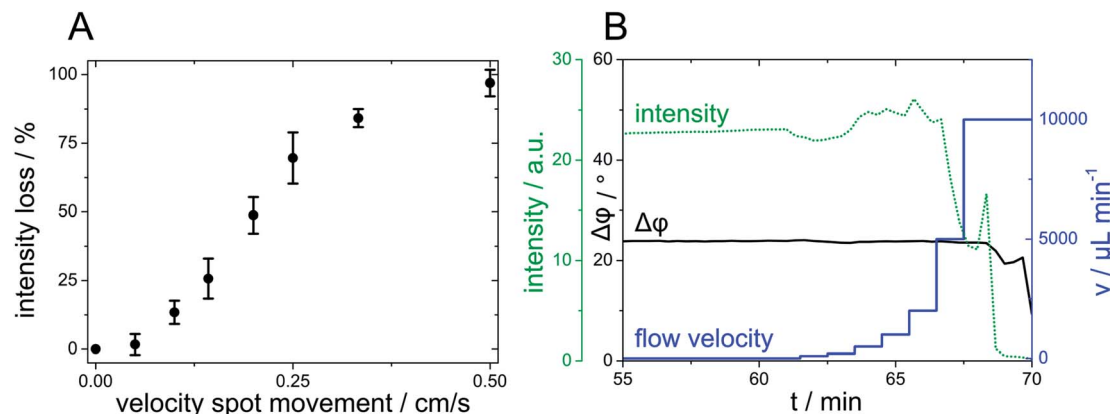 A
intensity loss / %
100
75
50
25
0
0.00
0.25
0.50
velocity spot movement / cm/s
B
intensity / a.u.
30
20
10
0
Δφ / °
60
40
20
0
intensity
Δφ
flow velocity
55
60
65
70
t / min
10000
5000
0
v / µL min⁻¹